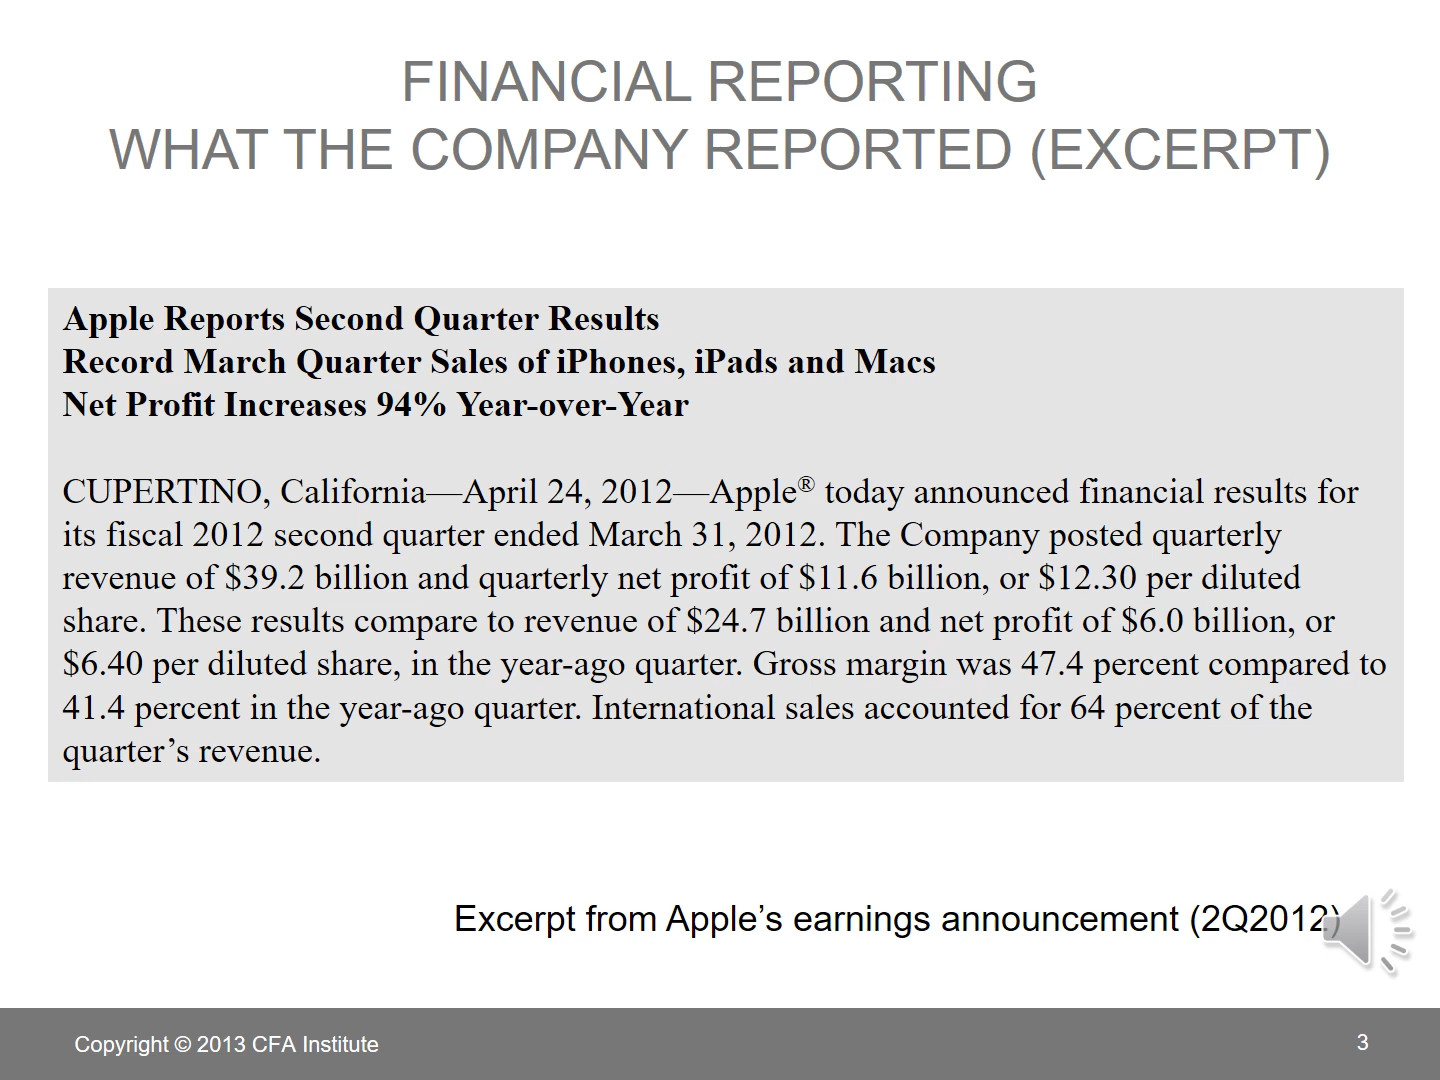 FINANCIAL REPORTING
WHAT THE COMPANY REPORTED (EXCERPT)
Apple Reports Second Quarter Results
Record March Quarter Sales of iPhones, iPads and Macs
Net Profit Increases 94% Year-over-Year
CUPERTINO, California—April 24, 2012—Apple® today announced financial results for
its fiscal 2012 second quarter ended March 31, 2012. The Company posted quarterly
revenue of $39.2 billion and quarterly net profit of $11.6 billion, or $12.30 per diluted
share. These results compare to revenue of $24.7 billion and net profit of $6.0 billion, or
$6.40 per diluted share, in the year-ago quarter. Gross margin was 47.4 percent compared to
41.4 percent in the year-ago quarter. International sales accounted for 64 percent of the
quarter’s revenue.
Excerpt from Apple’s earnings announcement (2Q2012)
Copyright © 2013 CFA Institute
3